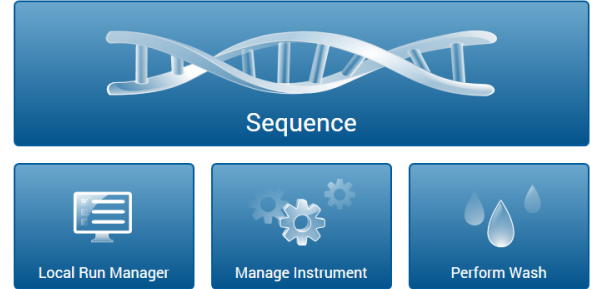 Sequence
Local Run Manager
Manage Instrument
Perform Wash